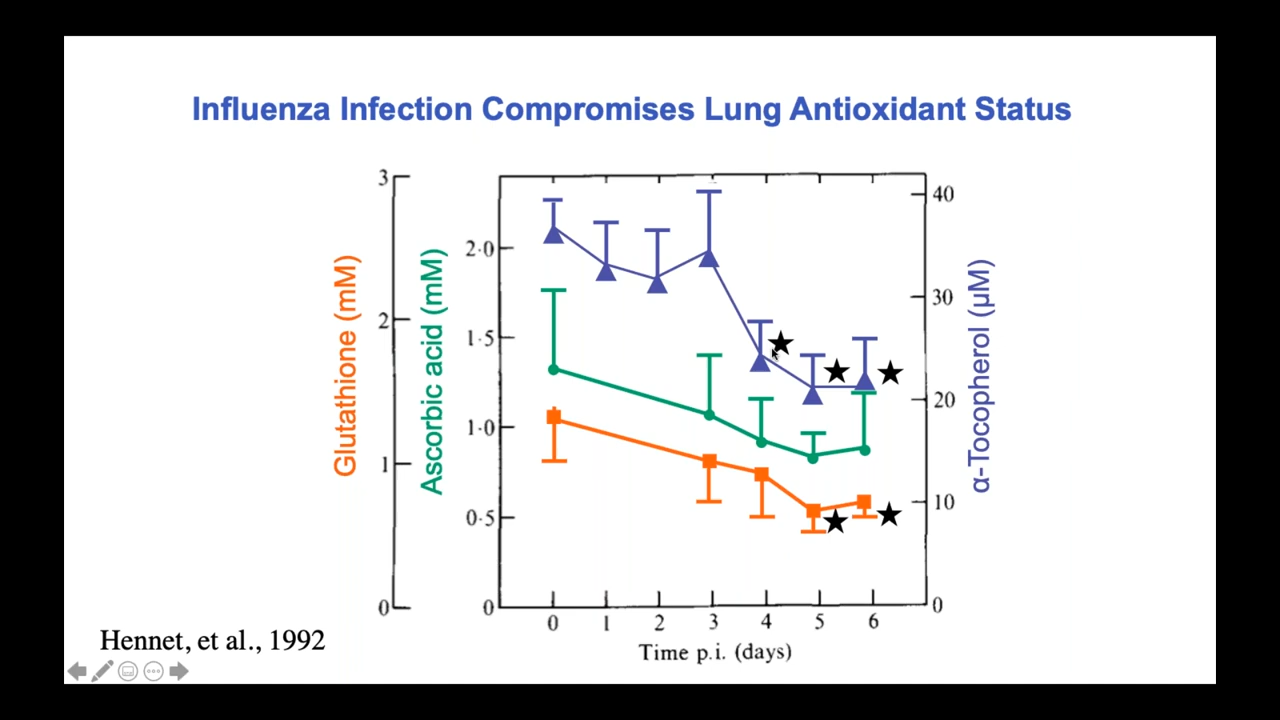 Influenza Infection Compromises Lung Antioxidant Status
Glutathione (mM)
3
2
1
0
Ascorbic acid (mM)
2·0
1·5
1·0
0·5
0
40
30
20
10
0
α-Tocopherol (μM)
0 1 2 3 4 5 6
Time p.i. (days)
Hennet, et al., 1992